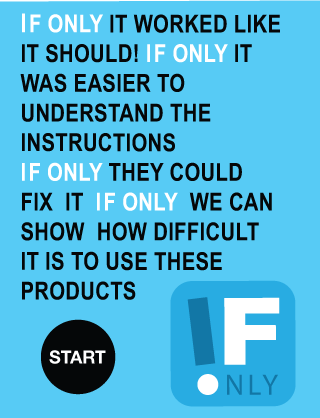 IF ONLY IT WORKED LIKE
IT SHOULD! IF ONLY IT
WAS EASIER TO
UNDERSTAND THE
INSTRUCTIONS
IF ONLY THEY COULD
FIX IT IF ONLY WE CAN
SHOW HOW DIFFICULT
IT IS TO USE THESE
PRODUCTS
START
!F
ONLY